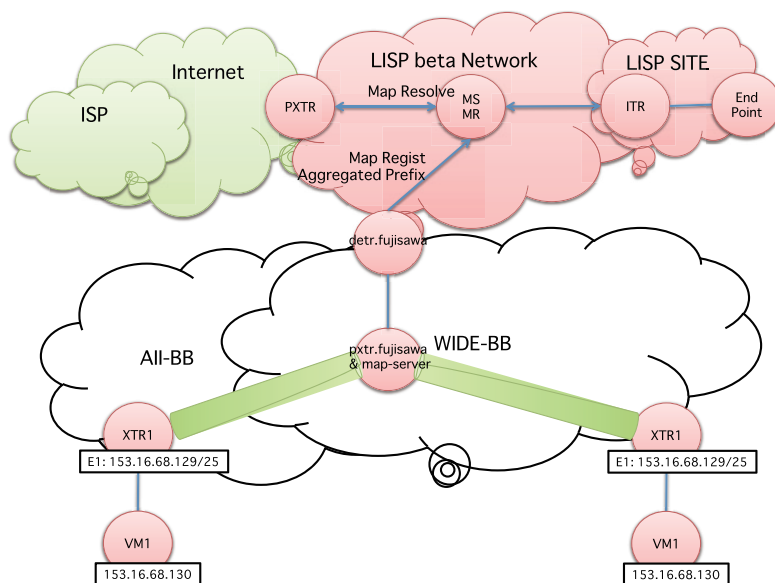 LISP beta Network
LISP SITE
Internet
ISP
PXTR
Map Resolve
MS
MR
ITR
End
Point
Map Regist
Aggregated Prefix
detr.fujisawa
AII-BB
pxtr.fujisawa
& map-server
WIDE-BB
XTR1
E1: 153.16.68.129/25
XTR1
E1: 153.16.68.129/25
VM1
153.16.68.130
VM1
153.16.68.130